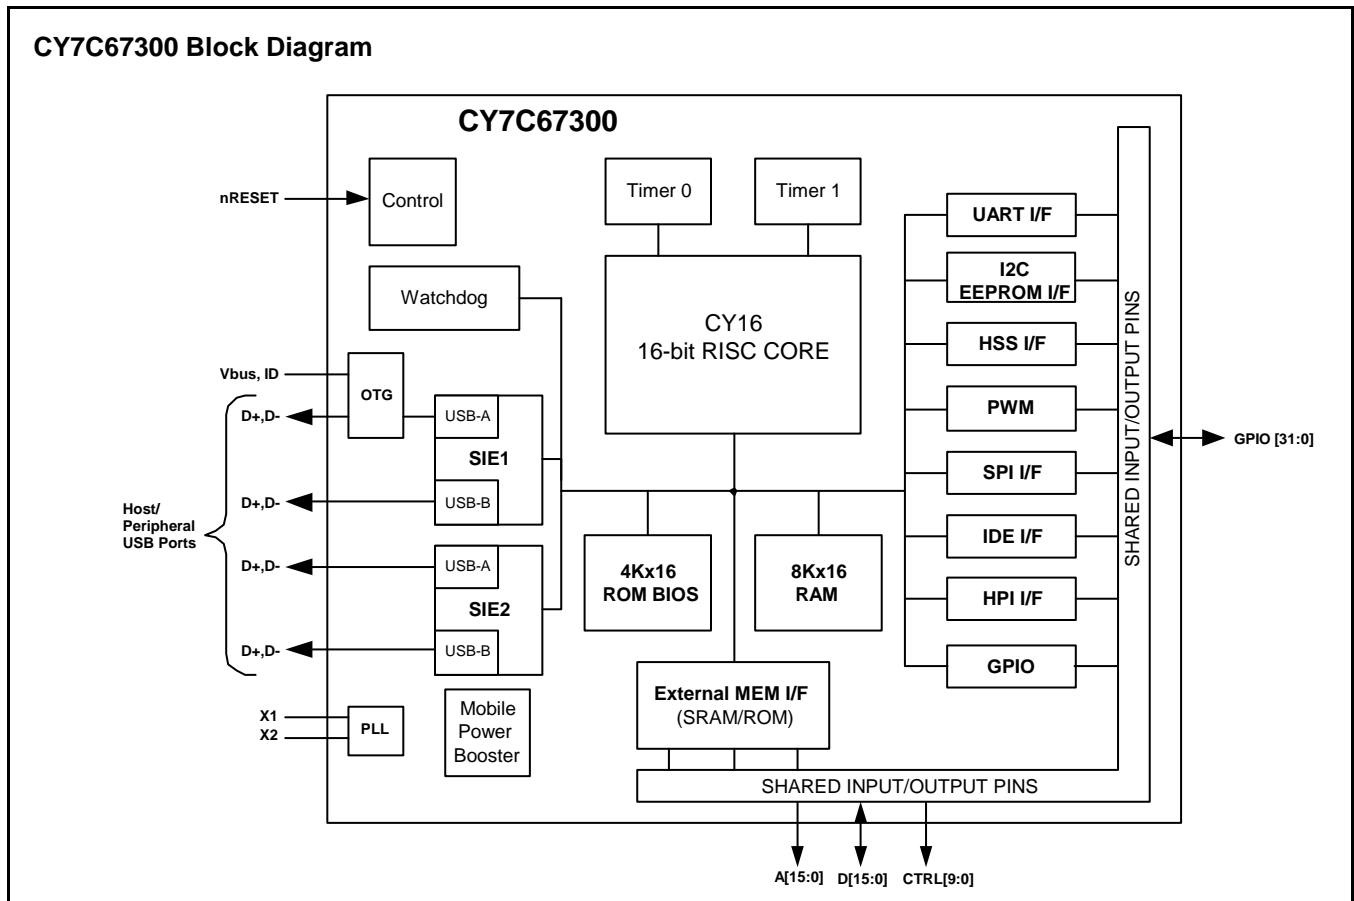 CY7C67300 Block Diagram
CY7C67300
nRESET
Control
Timer 0
Timer 1
UART I/F
I2C
EEPROM I/F
HSS I/F
PWM
SPI I/F
IDE I/F
HPI I/F
GPIO
SHARED INPUT/OUTPUT PINS
GPIO [31:0]
Watchdog
CY16
16-bit RISC CORE
Vbus, ID
OTG
D+,D-
USB-A
SIE1
D+,D-
USB-B
Host/
Peripheral
USB Ports
D+,D-
USB-A
SIE2
D+,D-
USB-B
4Kx16
ROM BIOS
8Kx16
RAM
X1
X2
PLL
Mobile
Power
Booster
External MEM I/F
(SRAM/ROM)
SHARED INPUT/OUTPUT PINS
A[15:0]
D[15:0]
CTRL[9:0]